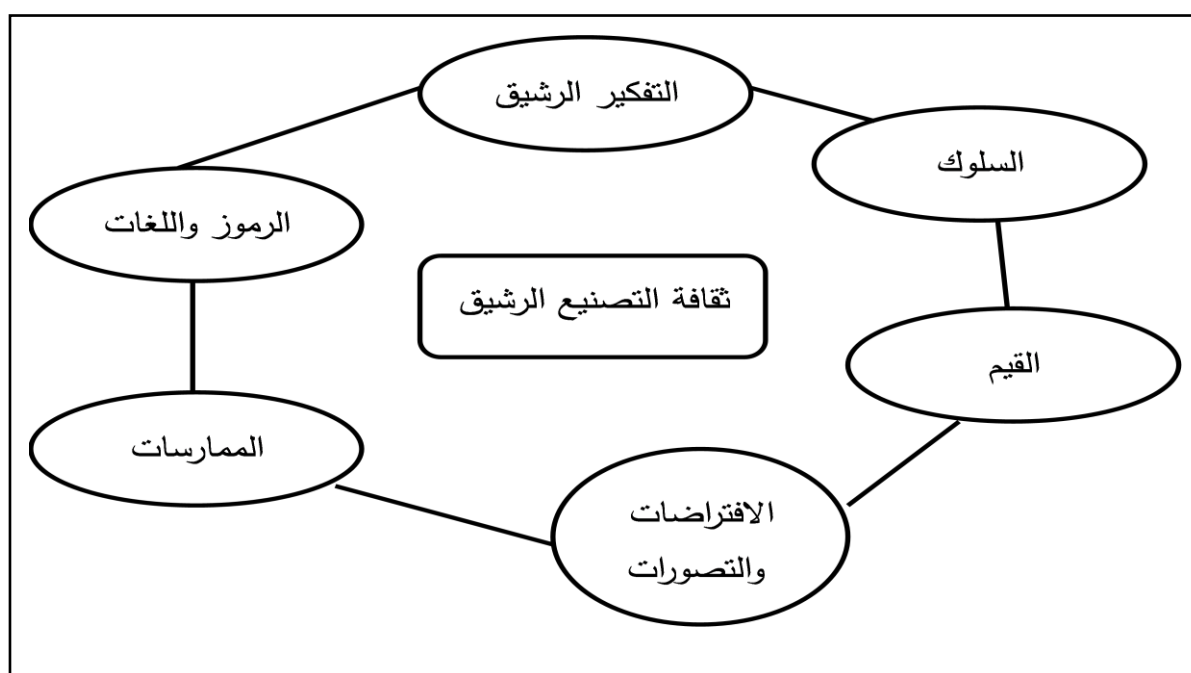 التفكير الرشيق
السلوك
الرموز واللغات
ثقافة التصنيع الرشيق
القيم
الممارسات
الافتراضات
والتصورات